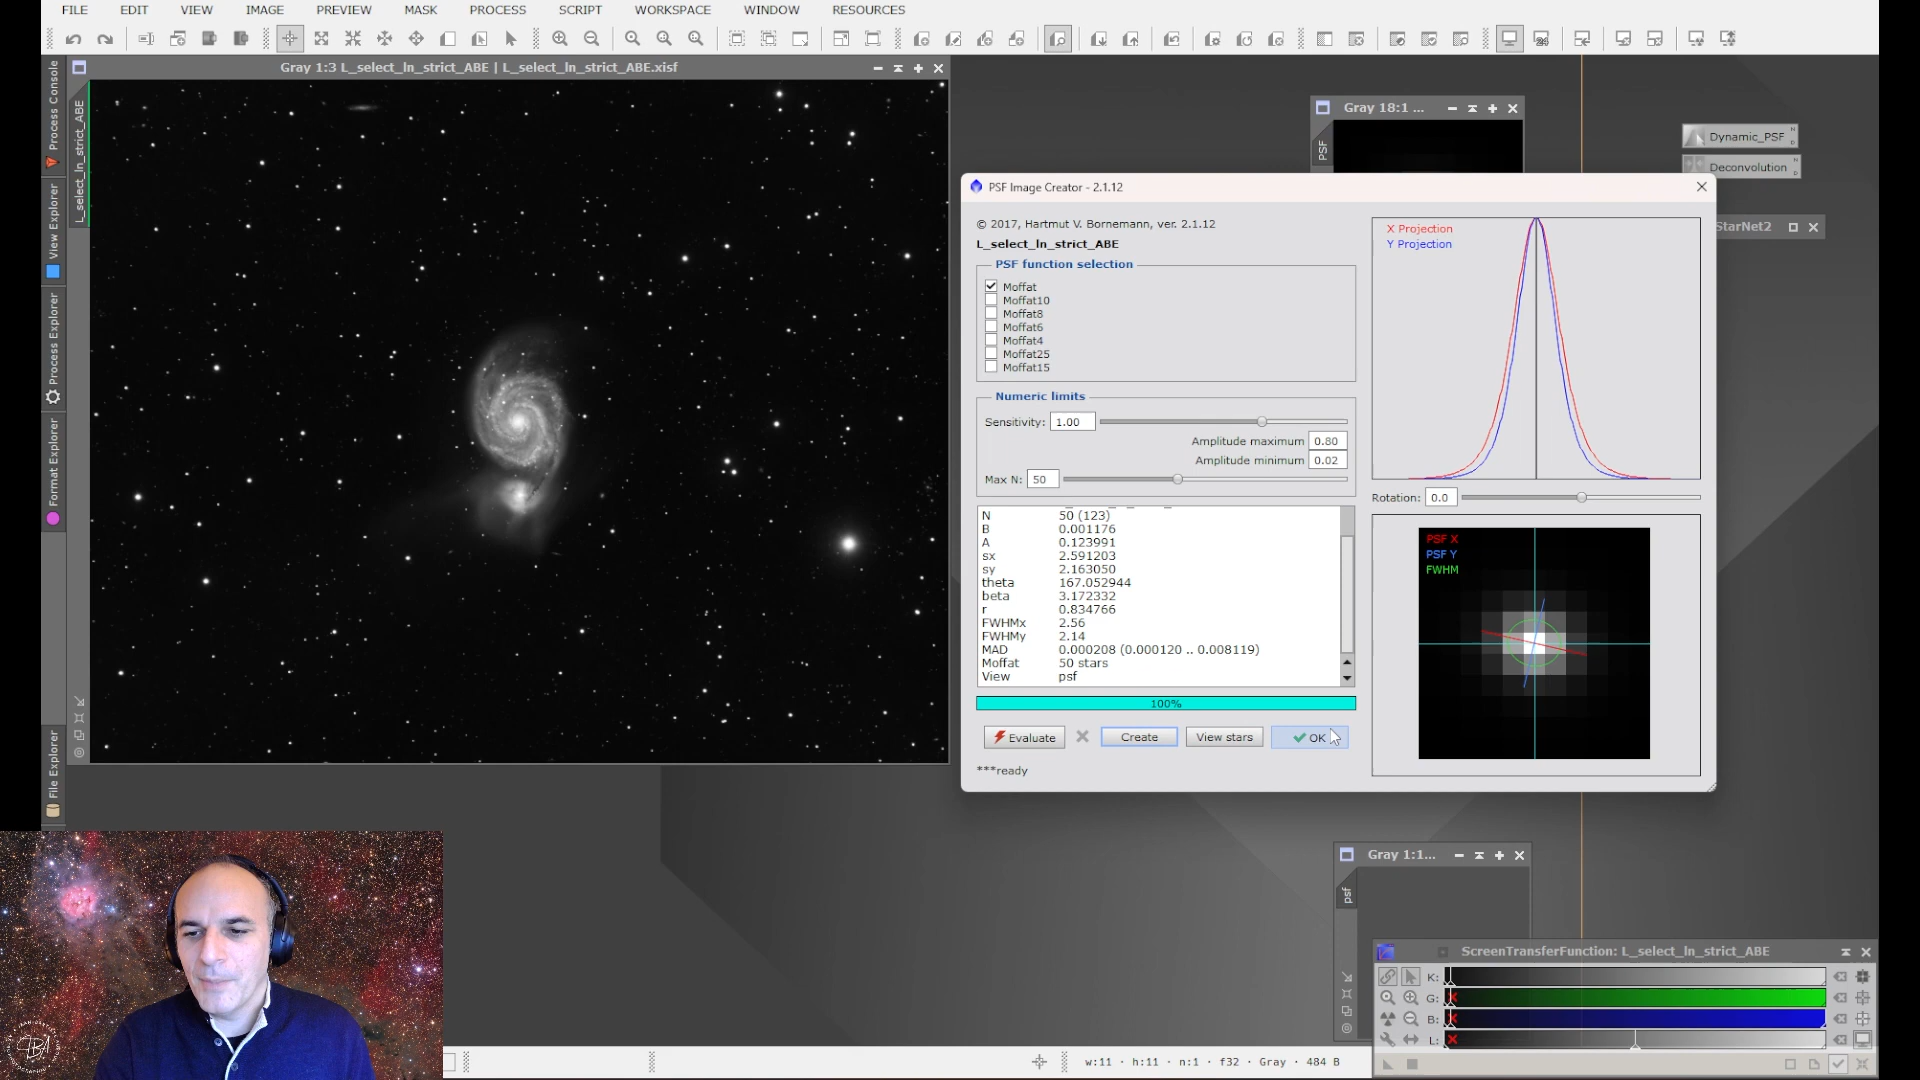 FILE EDIT VIEW IMAGE PREVIEW MASK PROCESS SCRIPT WORKSPACE WINDOW RESOURCES
Gray 1:3 L_select_ln_strict_ABE | L_select_ln_strict_ABE.xisf
L_select_ln_strict_ABE
Process Console
View Explorer
Process Explorer
Format Explorer
File Explorer
Gray 18:1 ...
PSF
Dynamic_PSF
N
D
Deconvolution
N
D
StarNet2
PSF Image Creator - 2.1.12
© 2017, Hartmut V. Bornemann, ver. 2.1.12
L_select_ln_strict_ABE
PSF function selection
Moffat
Moffat10
Moffat8
Moffat6
Moffat4
Moffat25
Moffat15
Numeric limits
Sensitivity: 1.00
Amplitude maximum 0.80
Amplitude minimum 0.02
Max N: 50
N 50 (123)
B 0.001176
A 0.123991
sx 2.591203
sy 2.163050
theta 167.052944
beta 3.172332
r 0.834766
FWHMx 2.56
FWHMy 2.14
MAD 0.000208 (0.000120 .. 0.008119)
Moffat 50 stars
View psf
100%
Evaluate Create View stars OK
***ready
X Projection
Y Projection
Rotation: 0.0
PSF X
PSF Y
FWHM
Gray 1:1...
psf
ScreenTransferFunction: L_select_ln_strict_ABE
K:
G:
B:
L:
w:11 · h:11 · n:1 · f32 · Gray · 484 B